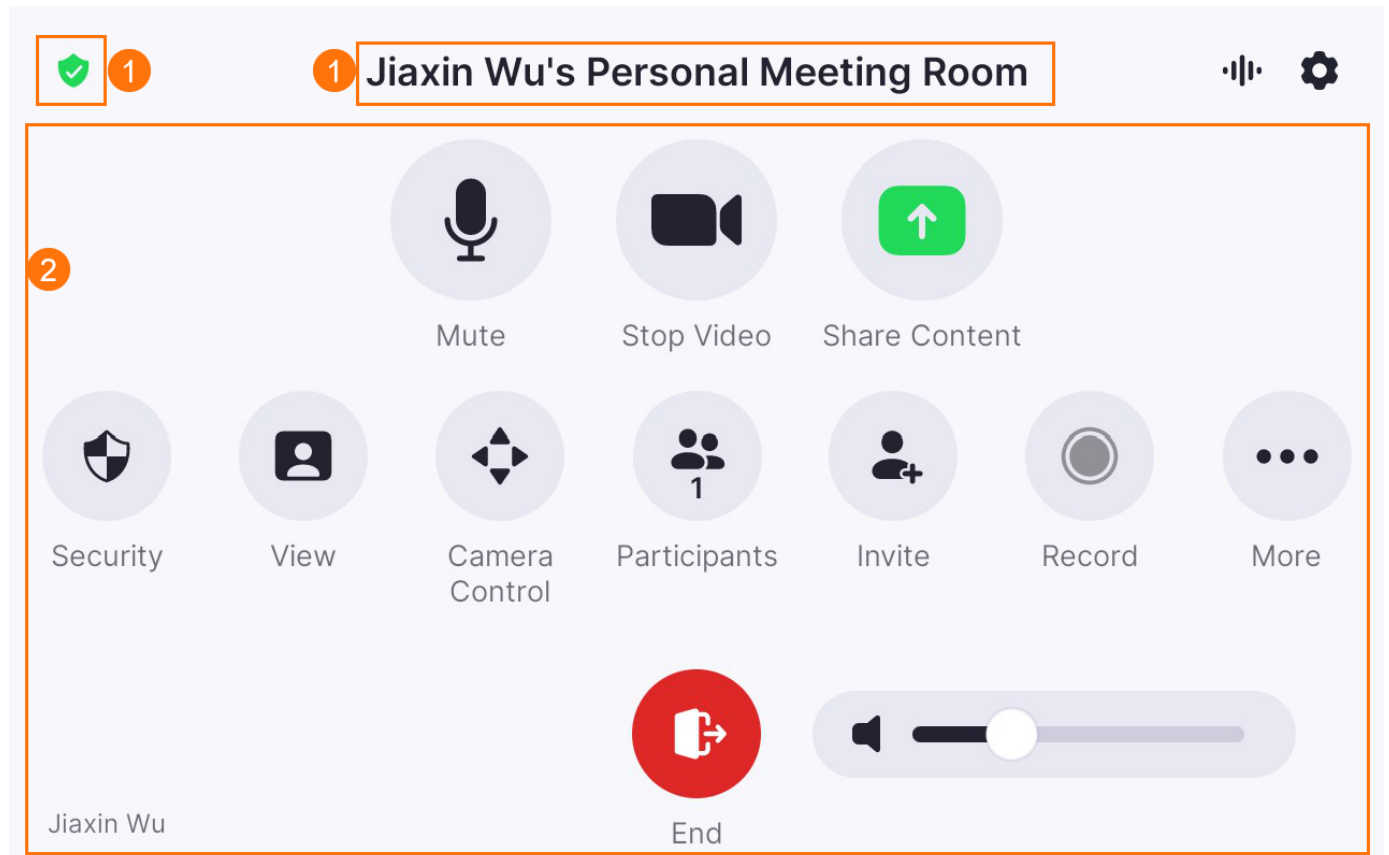 1
1 Jiaxin Wu's Personal Meeting Room
2
Mute Stop Video Share Content
1
Security View Camera Control Participants Invite Record More
Jiaxin Wu
End